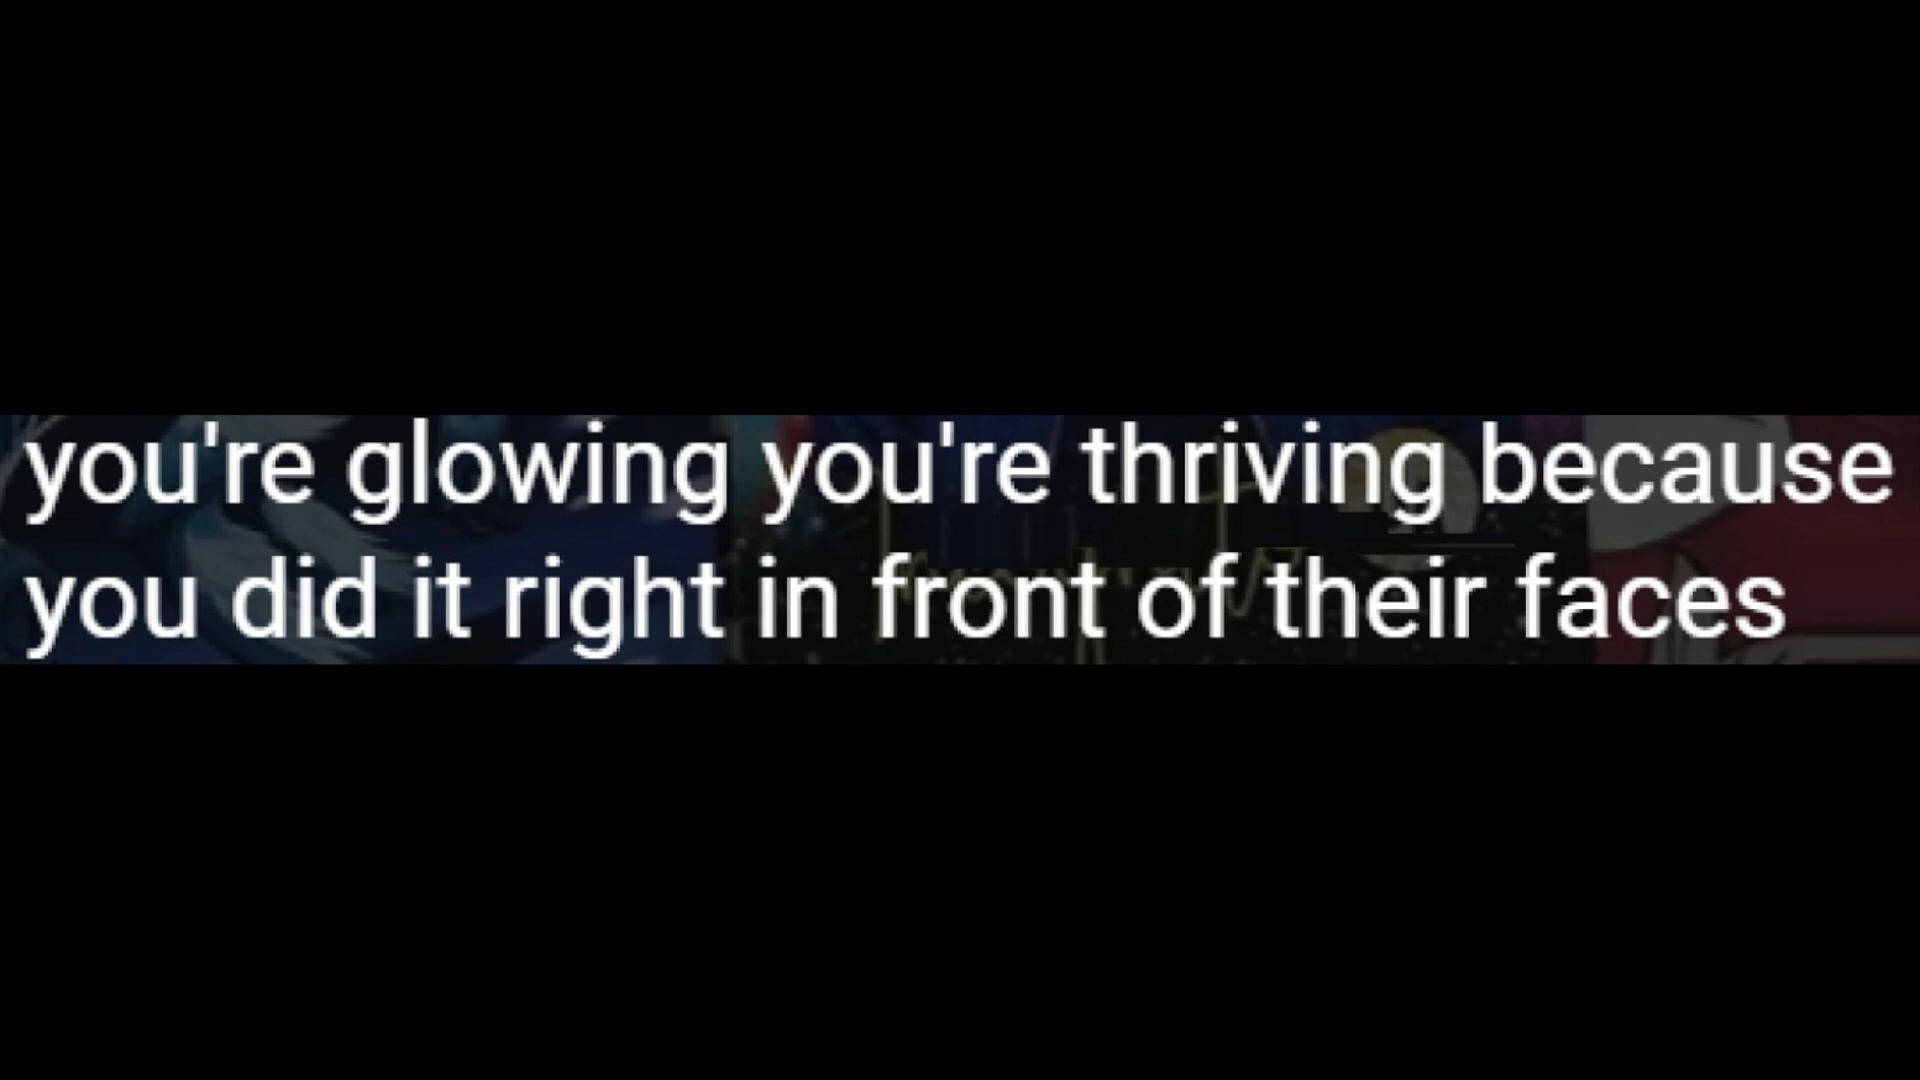 you're glowing you're thriving because
you did it right in front of their faces